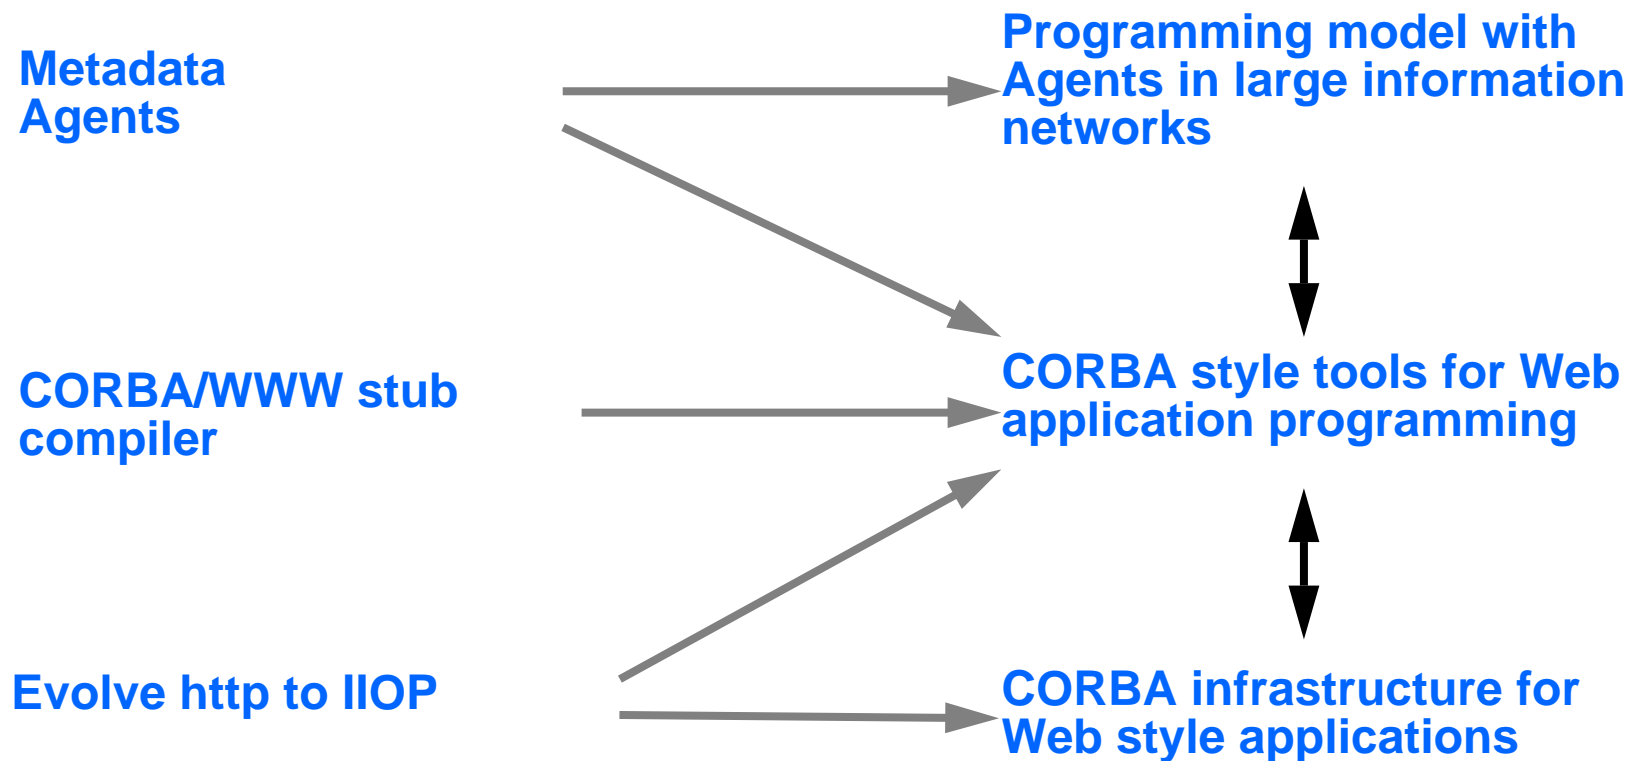 Metadata
Agents
Programming model with
Agents in large information
networks
CORBA/WWW stub
compiler
CORBA style tools for Web
application programming
Evolve http to IIOP
CORBA infrastructure for
Web style applications